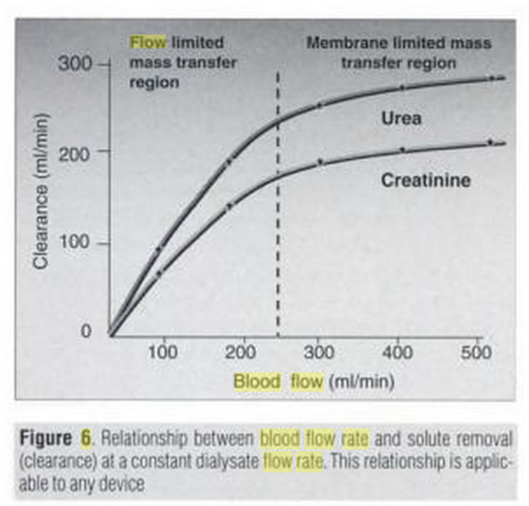 Flow limited
mass transfer
region
Membrane limited mass
transfer region
300
200
100
0
Clearance (ml/min)
Urea
Creatinine
100 200 300 400 500
Blood flow (ml/min)
Figure 6. Relationship between blood flow rate and solute removal
(clearance) at a constant dialysate flow rate. This relationship is applic-
able to any device